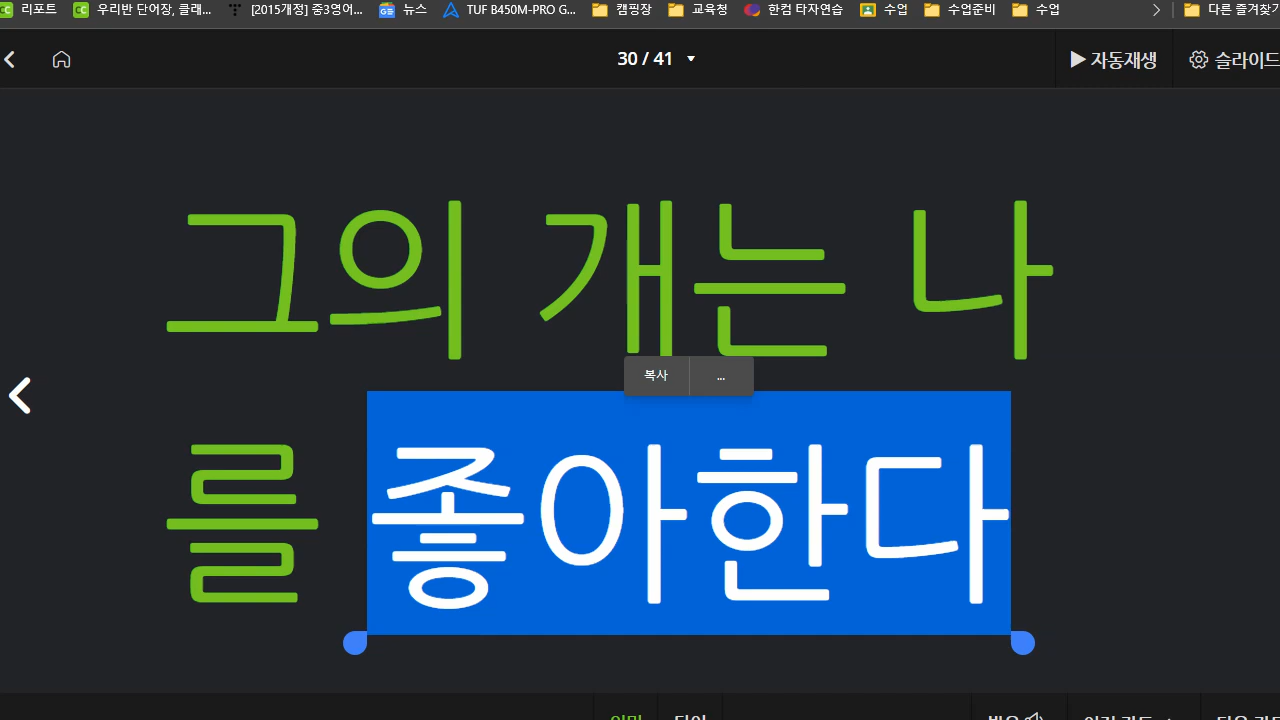 리포트 우리반 단어장, 클래... [2015개정] 중3영어... 뉴스 TUF B450M-PRO G... 캠핑장 교육청 한컴 타자연습 수업 수업준비 수업 다른 즐겨찾기
30 / 41 자동재생 슬라이드
그의 개는 나
복사 ...
를 좋아한다